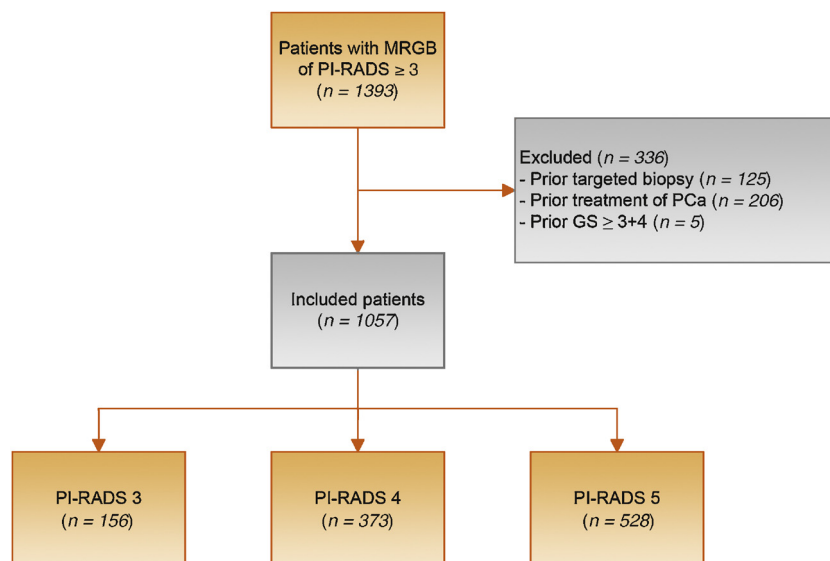 Patients with MRGB
of PI-RADS ≥ 3
(n = 1393)
Excluded (n = 336)
- Prior targeted biopsy (n = 125)
- Prior treatment of PCa (n = 206)
- Prior GS ≥ 3+4 (n = 5)
Included patients
(n = 1057)
PI-RADS 3
(n = 156)
PI-RADS 4
(n = 373)
PI-RADS 5
(n = 528)